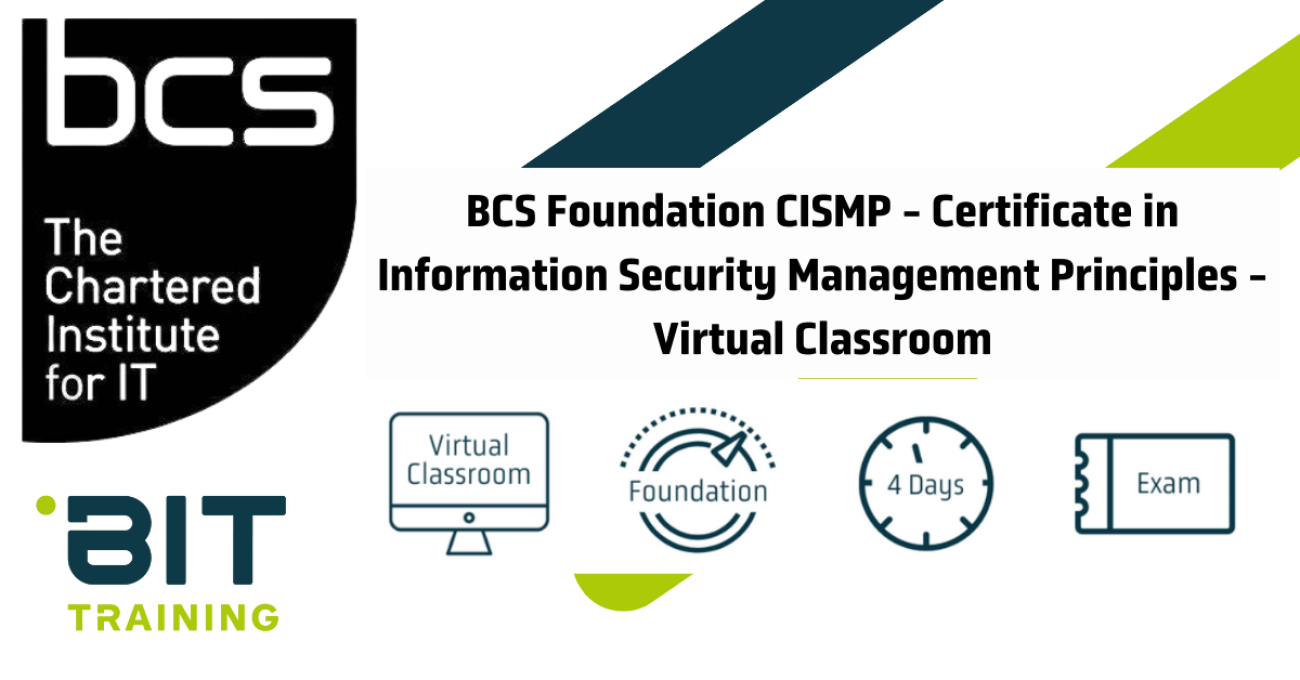 bcs
The
Chartered
Institute
for IT
BCS Foundation CISMP – Certificate in
Information Security Management Principles –
Virtual Classroom
Virtual
Classroom
Foundation
4 Days
Exam
BIT
TRAINING